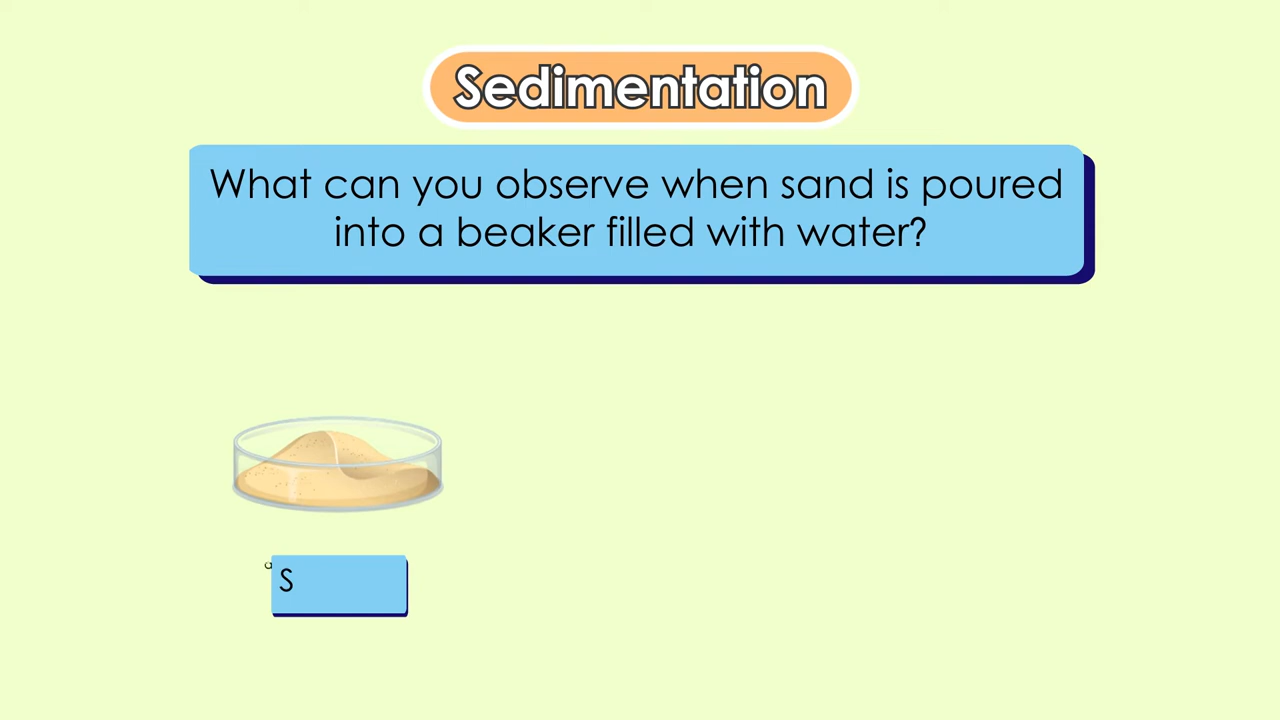 Sedimentation
What can you observe when sand is poured
into a beaker filled with water?
S
a